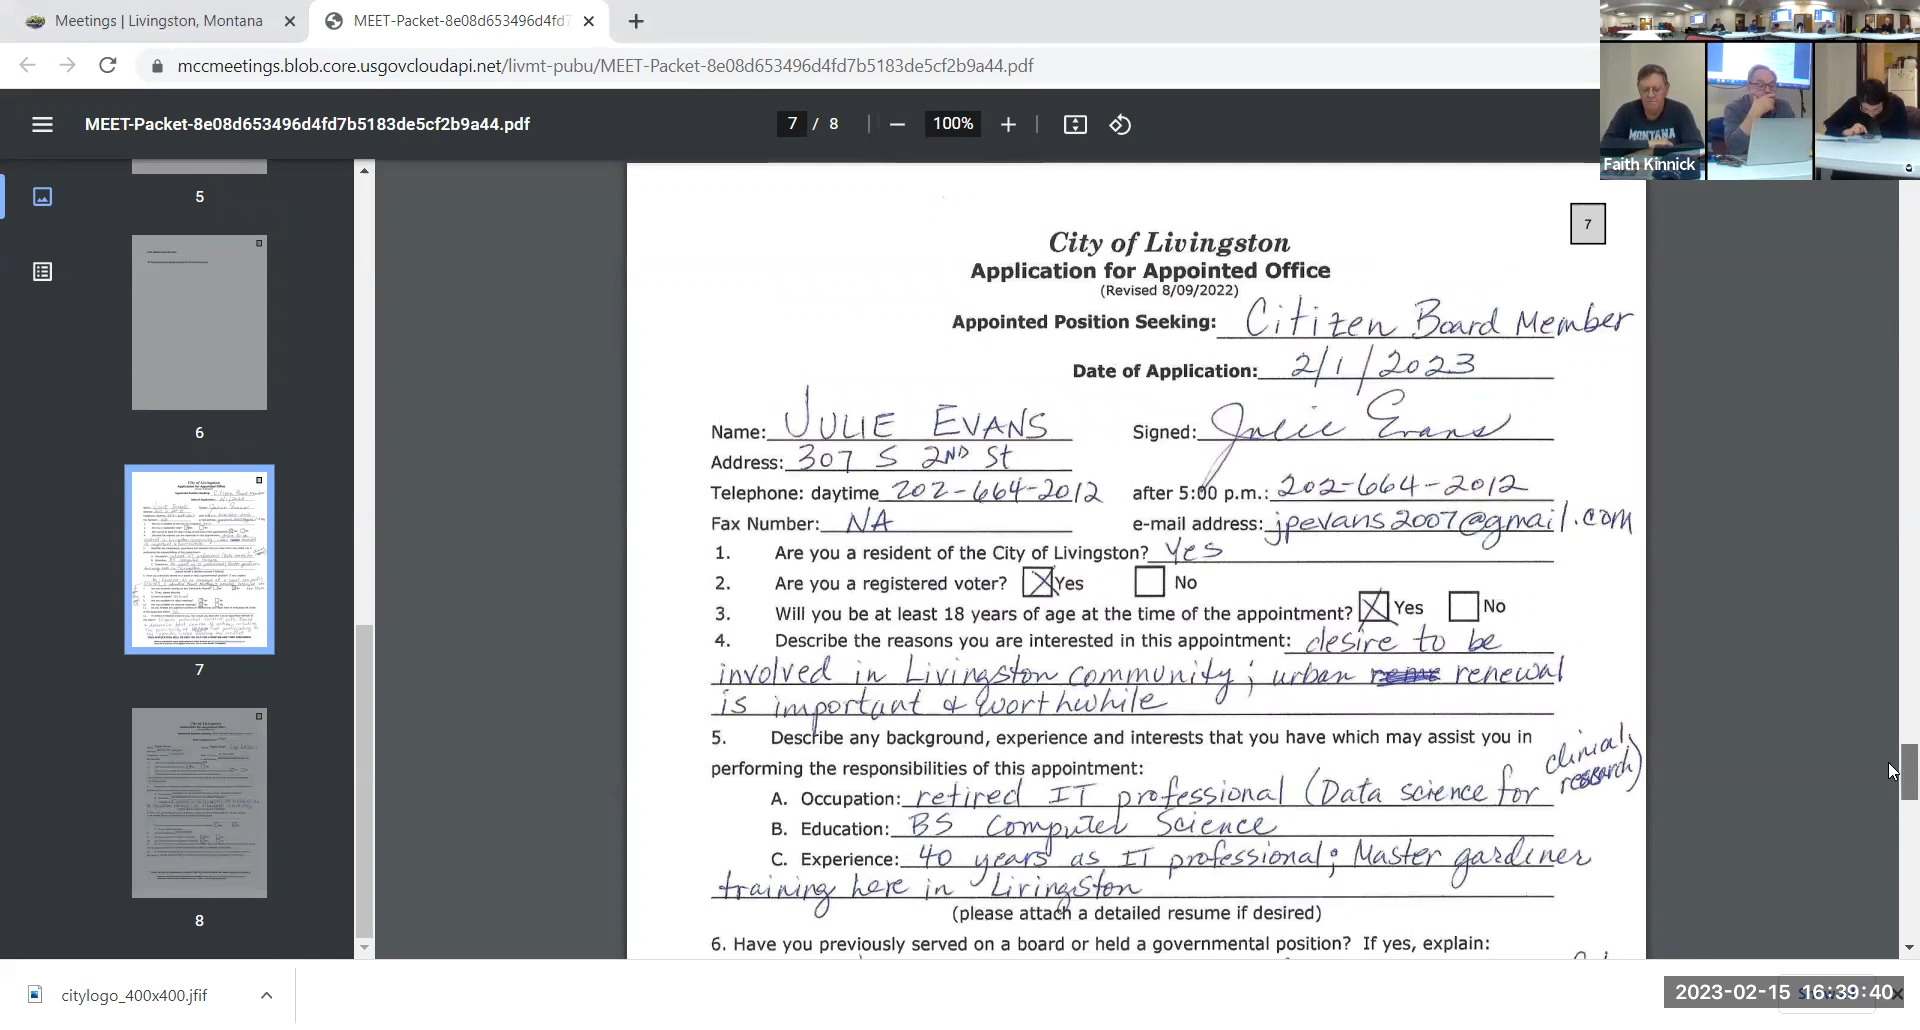 Meetings | Livingston, Montana
MEET-Packet-8e08d653496d4fd7
mccmeetings.blob.core.usgovcloudapi.net/livmt-pubu/MEET-Packet-8e08d653496d4fd7b5183de5cf2b9a44.pdf
MEET-Packet-8e08d653496d4fd7b5183de5cf2b9a44.pdf
7 / 8
100%
MONTANA
Faith Kinnick
5
6
7
8
7
City of Livingston
Application for Appointed Office
(Revised 8/09/2022)
Appointed Position Seeking: Citizen Board Member
Date of Application: 2/1/2023
Name: JULIE EVANS Signed: Julie Evans
Address: 307 S 2ND St
Telephone: daytime 202-664-2012 after 5:00 p.m.: 202-664-2012
Fax Number: NA e-mail address: jpevans2007@gmail.com
1. Are you a resident of the City of Livingston? Yes
2. Are you a registered voter? Yes No
3. Will you be at least 18 years of age at the time of the appointment? Yes No
4. Describe the reasons you are interested in this appointment: desire to be
involved in Livingston community; urban renewal
is important & worthwhile
5. Describe any background, experience and interests that you have which may assist you in
performing the responsibilities of this appointment:
A. Occupation: retired IT professional (Data science for clinical research)
B. Education: BS Computer Science
C. Experience: 40 years as IT professional; Master gardiner
training here in Livingston
(please attach a detailed resume if desired)
6. Have you previously served on a board or held a governmental position? If yes, explain:
citylogo_400x400.jfif
2023-02-15 16:39:40